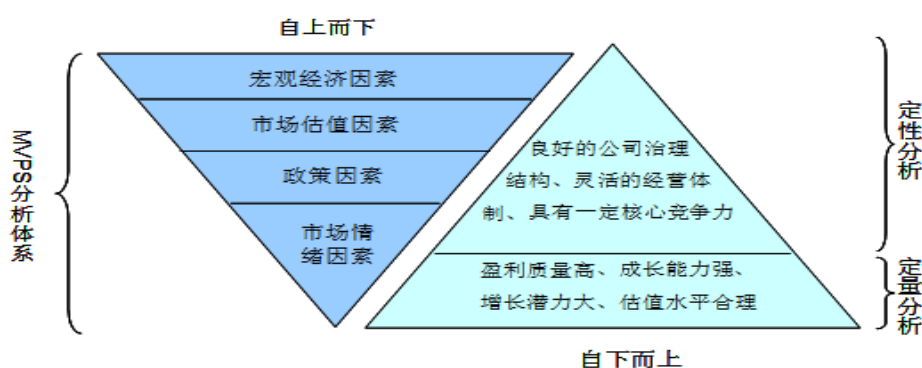 自上而下
MVPS分析体系
宏观经济因素
市场估值因素
政策因素
市场情
绪因素
良好的公司治理
结构、灵活的经营体
制、具有一定核心竞争力
盈利质量高、成长能力强、
增长潜力大、估值水平合理
定性分析
定量分析
自下而上